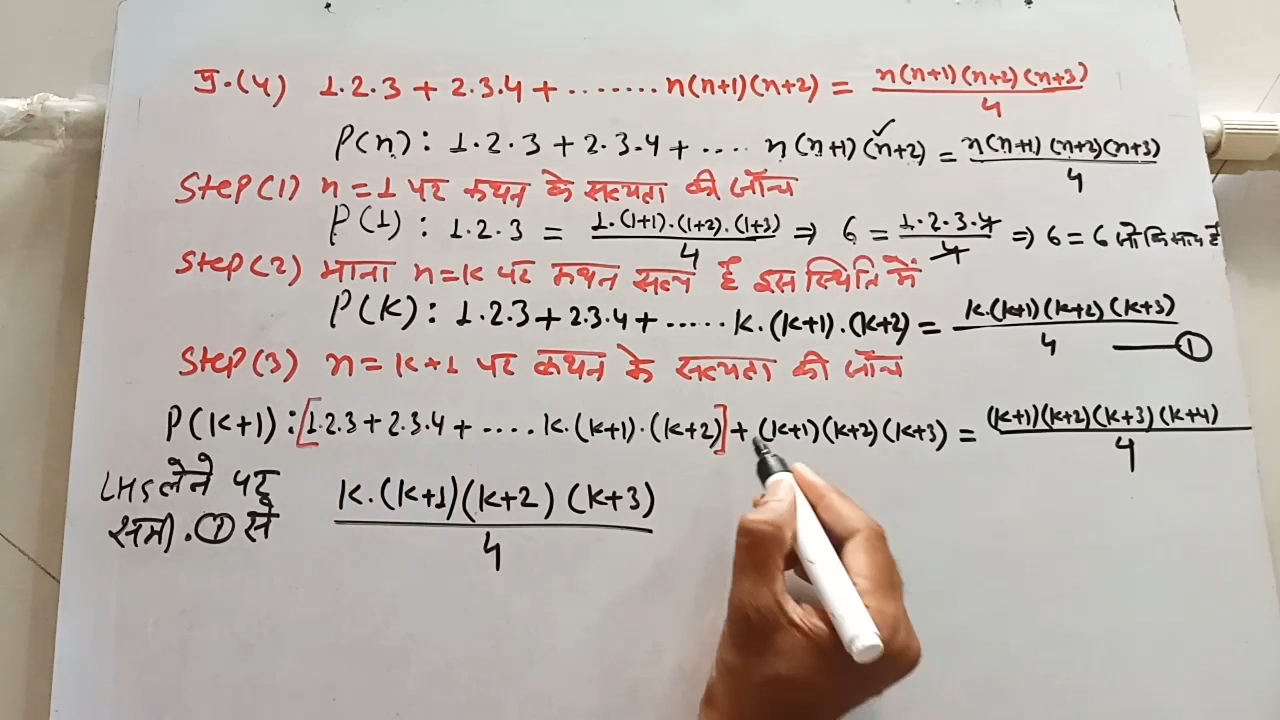 प्र.(4) 1.2.3 + 2.3.4 + ....... n(n+1)(n+2) = n(n+1)(n+2)(n+3)/4
P(n) : 1.2.3 + 2.3.4 + .... n(n+1)(n+2) = n(n+1)(n+2)(n+3)/4
Step(1) n=1 पर कथन के सत्यता की जाँच
P(1) : 1.2.3 = 1.(1+1).(1+2).(1+3)/4 ⇒ 6 = 1.2.3.4/4 ⇒ 6=6 जो कि सत्य है
Step(2) माना n=k पर कथन सत्य है इस स्थिति में
P(k) : 1.2.3 + 2.3.4 + ..... k.(k+1).(k+2) = k.(k+1)(k+2)(k+3)/4 —①
Step(3) n=k+1 पर कथन के सत्यता की जाँच
P(k+1) : [1.2.3 + 2.3.4 + .... k.(k+1).(k+2)] + (k+1)(k+2)(k+3) = (k+1)(k+2)(k+3)(k+4)/4
LHS लेने पर
समी. ① से k.(k+1)(k+2)(k+3)/4